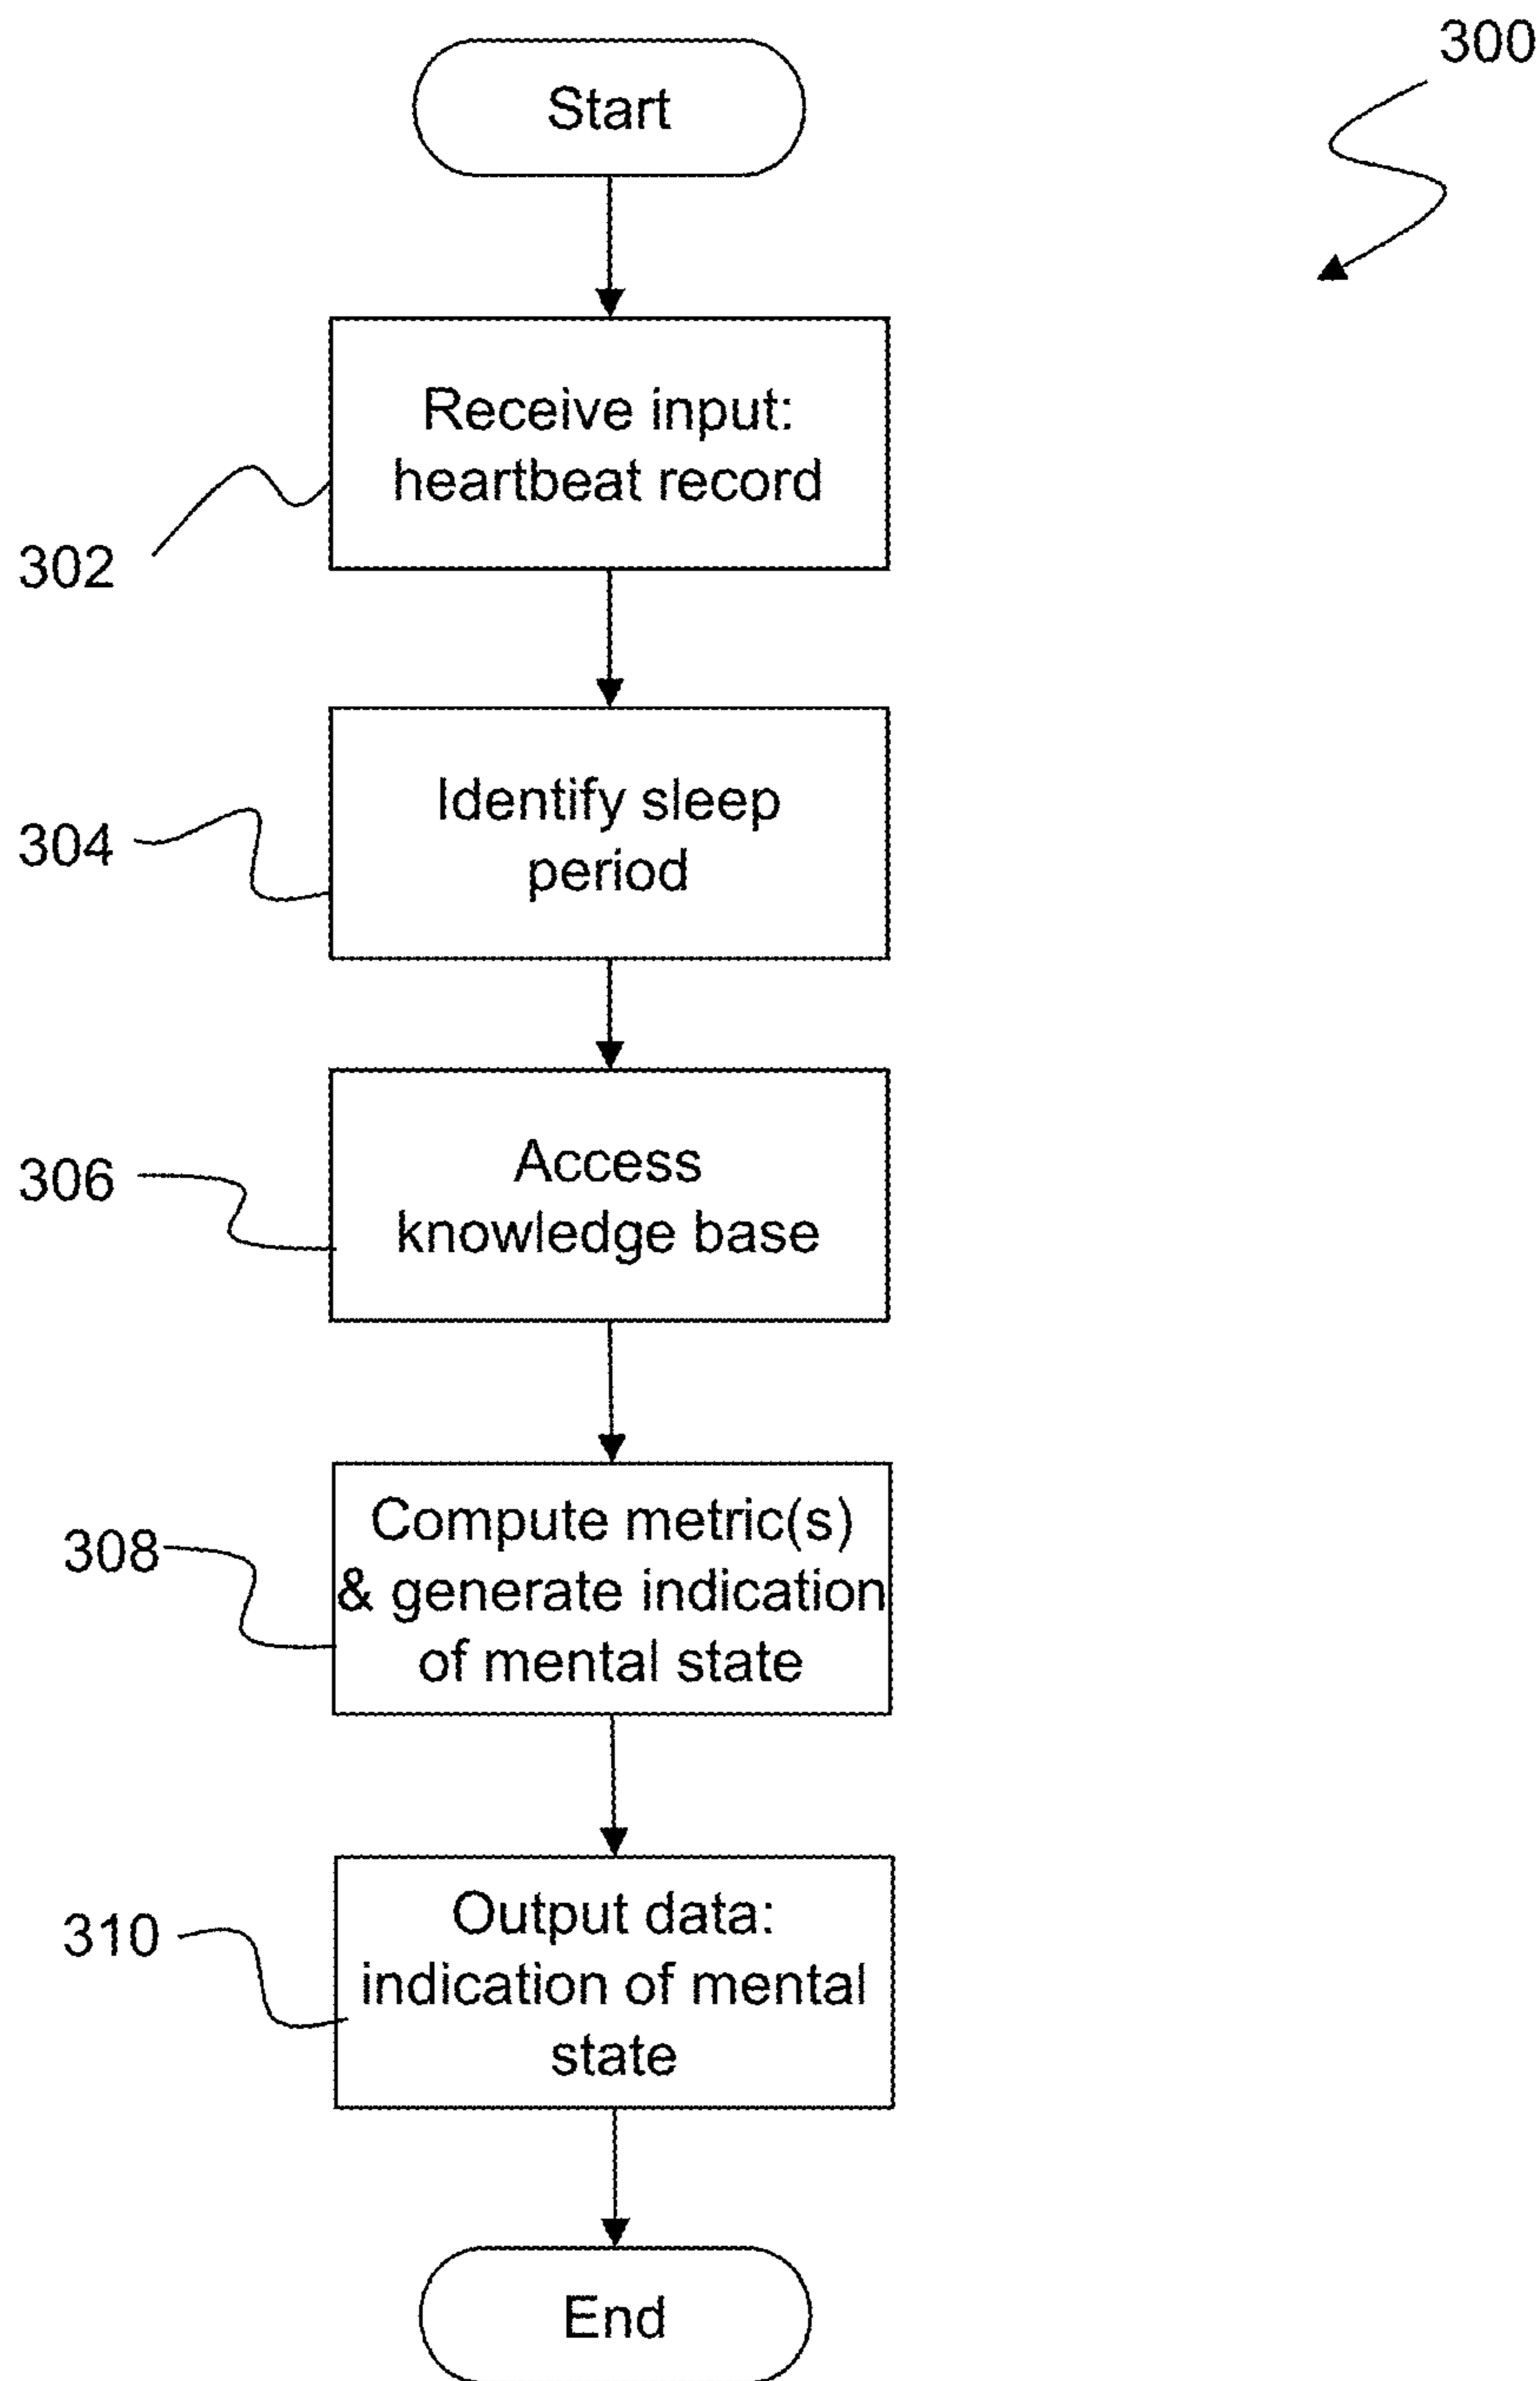 300
Start
Receive input:
heartbeat record
302
Identify sleep
period
304
Access
knowledge base
306
Compute metric(s)
& generate indication
of mental state
308
Output data:
indication of mental
state
310
End